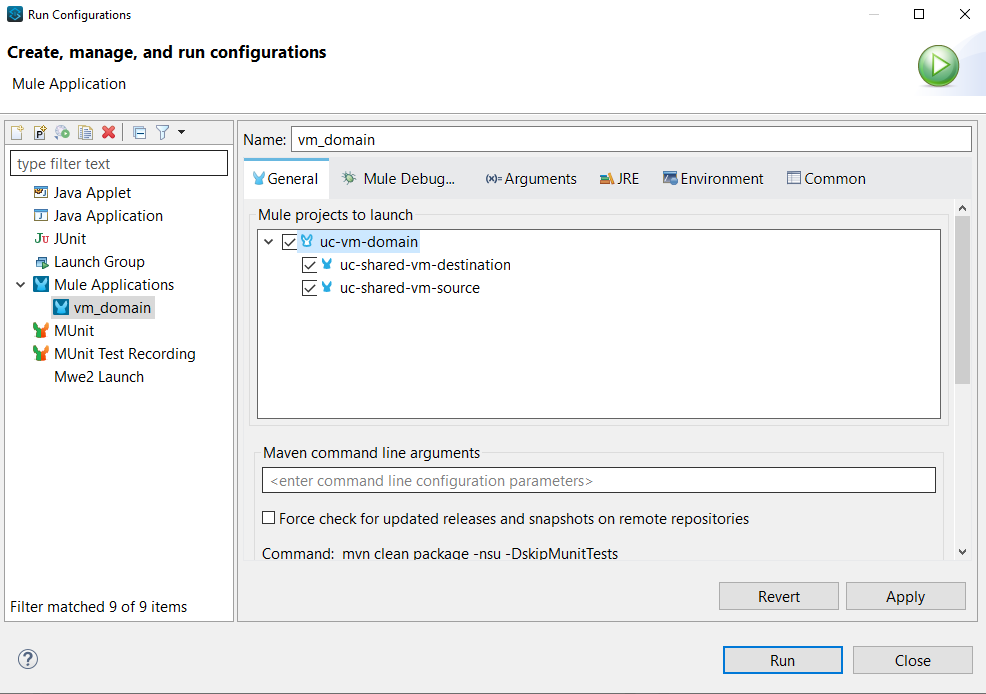 Run Configurations
Create, manage, and run configurations
Mule Application
type filter text
Java Applet
Java Application
Ju JUnit
Launch Group
Mule Applications
vm_domain
MUnit
MUnit Test Recording
Mwe2 Launch
Filter matched 9 of 9 items
Name: vm_domain
General Mule Debug... (x)= Arguments JRE Environment Common
Mule projects to launch
uc-vm-domain
uc-shared-vm-destination
uc-shared-vm-source
Maven command line arguments
<enter command line configuration parameters>
Force check for updated releases and snapshots on remote repositories
Command: mvn clean package -nsu -DskipMunitTests
Revert Apply
Run Close